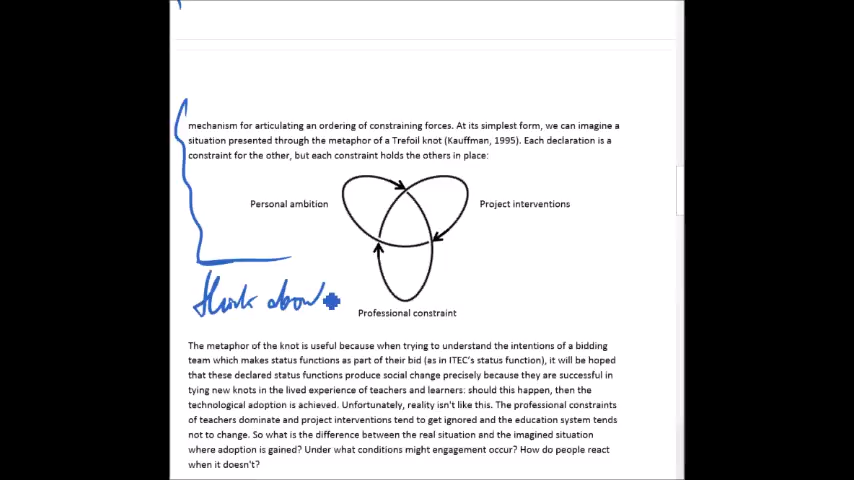 mechanism for articulating an ordering of constraining forces. At its simplest form, we can imagine a
situation presented through the metaphor of a Trefoil knot (Kauffman, 1995). Each declaration is a
constraint for the other, but each constraint holds the others in place:
Personal ambition
Project interventions
think abou
Professional constraint
The metaphor of the knot is useful because when trying to understand the intentions of a bidding
team which makes status functions as part of their bid (as in ITEC's status function), it will be hoped
that these declared status functions produce social change precisely because they are successful in
tying new knots in the lived experience of teachers and learners: should this happen, then the
technological adoption is achieved. Unfortunately, reality isn't like this. The professional constraints
of teachers dominate and project interventions tend to get ignored and the education system tends
not to change. So what is the difference between the real situation and the imagined situation
where adoption is gained? Under what conditions might engagement occur? How do people react
when it doesn't?